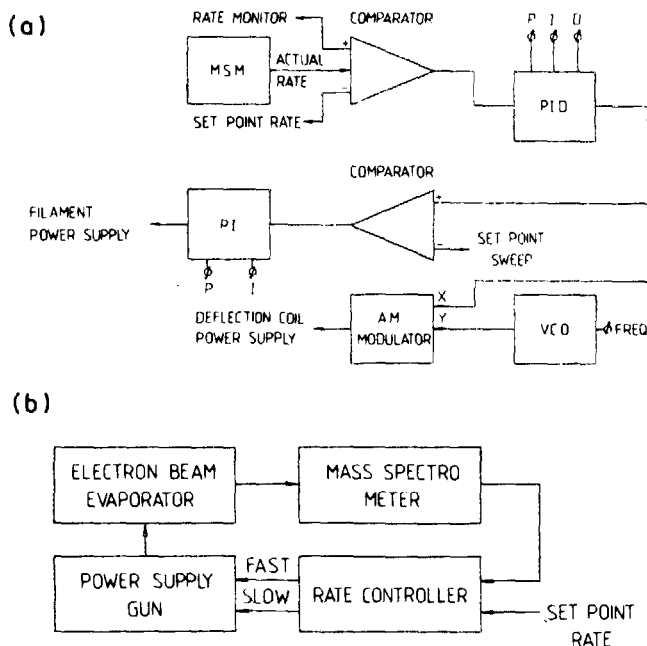 (a)
RATE MONITOR
COMPARATOR
P I D
MSM
ACTUAL
RATE
+
-
PID
SET POINT RATE
COMPARATOR
FILAMENT
POWER SUPPLY
PI
+
-
SET POINT
SWEEP
P I
DEFLECTION COIL
POWER SUPPLY
AM
MODULATOR
X
Y
VCO
FREQ
(b)
ELECTRON BEAM
EVAPORATOR
MASS SPECTRO
METER
POWER SUPPLY
GUN
FAST
SLOW
RATE CONTROLLER
SET POINT
RATE